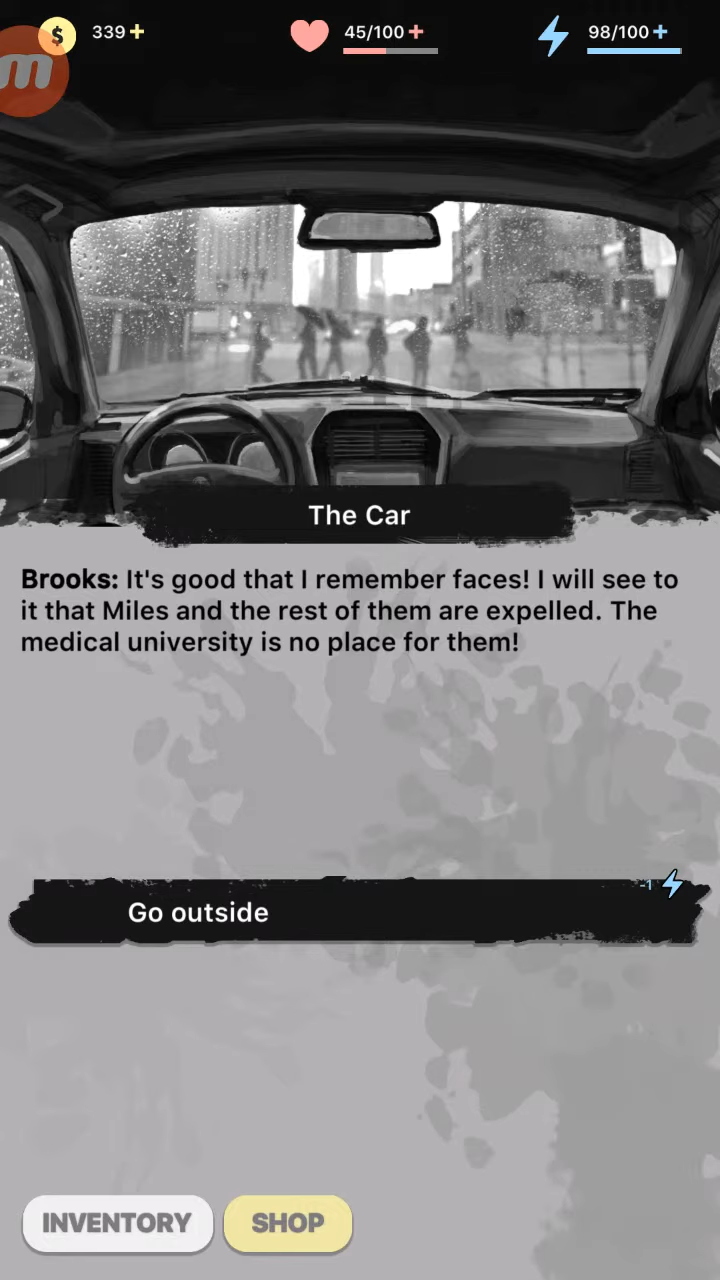 $ 339 + 45/100 + 98/100 +
m
The Car
Brooks: It's good that I remember faces! I will see to
it that Miles and the rest of them are expelled. The
medical university is no place for them!
-1
Go outside
INVENTORY SHOP